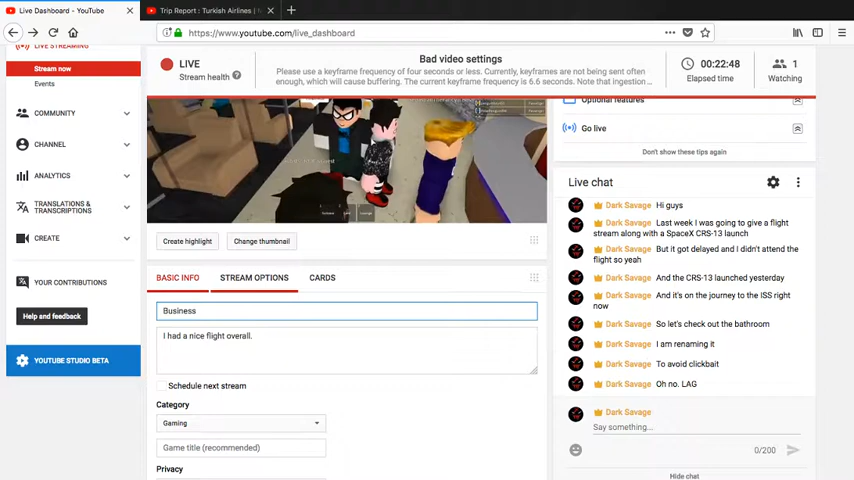 Live Dashboard - YouTube
Trip Report : Turkish Airlines |
https://www.youtube.com/live_dashboard
LIVE STREAMING
Stream now
Events
COMMUNITY
CHANNEL
ANALYTICS
TRANSLATIONS &
TRANSCRIPTIONS
CREATE
YOUR CONTRIBUTIONS
Help and feedback
YOUTUBE STUDIO BETA
LIVE
Stream health
Bad video settings
Please use a keyframe frequency of four seconds or less. Currently, keyframes are not being sent often
enough, which will cause buffering. The current keyframe frequency is 6.6 seconds. Note that ingestion
00:22:48
Elapsed time
1
Watching
Create highlight
Change thumbnail
BASIC INFO
STREAM OPTIONS
CARDS
Business
I had a nice flight overall.
Schedule next stream
Category
Gaming
Game title (recommended)
Privacy
Optional features
Go live
Don't show these tips again
Live chat
Dark Savage Hi guys
Dark Savage Last week I was going to give a flight
stream along with a SpaceX CRS-13 launch
Dark Savage But it got delayed and I didn't attend the
flight so yeah
Dark Savage And the CRS-13 launched yesterday
Dark Savage And it's on the journey to the ISS right
now
Dark Savage So let's check out the bathroom
Dark Savage I am renaming it
Dark Savage To avoid clickbait
Dark Savage Oh no. LAG
Dark Savage
Say something...
0/200
Hide chat